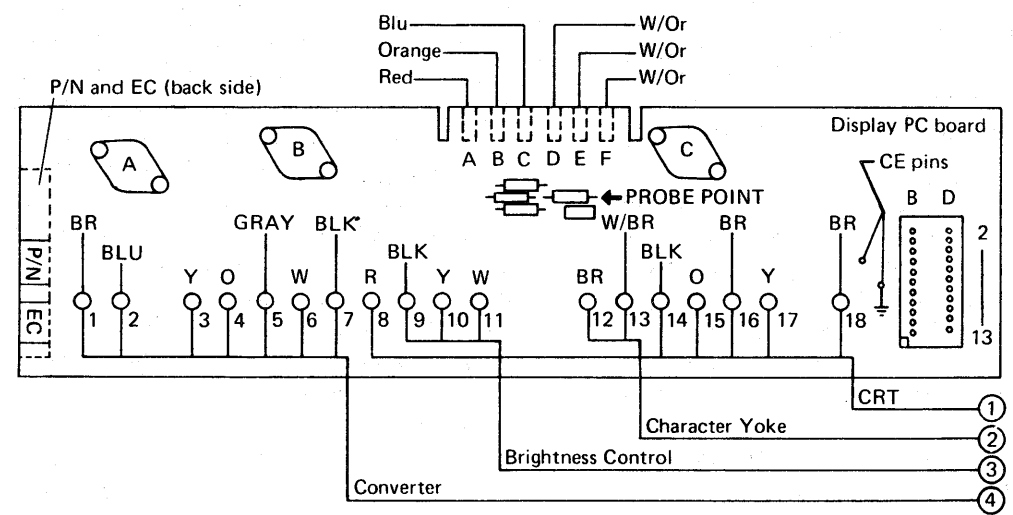 Blu
W/Or
Orange
W/Or
Red
W/Or
P/N and EC (back side)
Display PC board
A
B
C
A B C D E F
CE pins
PROBE POINT
B D
BR
GRAY
BLK*
W/BR
BR
BR
2
BLU
BLK
BLK
P/N
Y
O
W
R
Y
W
BR
O
Y
EC
1
2
3
4
5
6
7
8
9
10
11
12
13
14
15
16
17
18
13
CRT
1
Character Yoke
2
Brightness Control
3
Converter
4